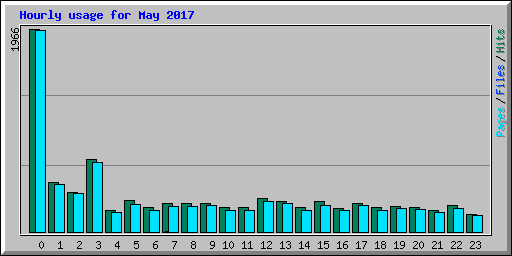 Hourly usage for May 2017
1966
Pages/Files/Hits
0 1 2 3 4 5 6 7 8 9 10 11 12 13 14 15 16 17 18 19 20 21 22 23